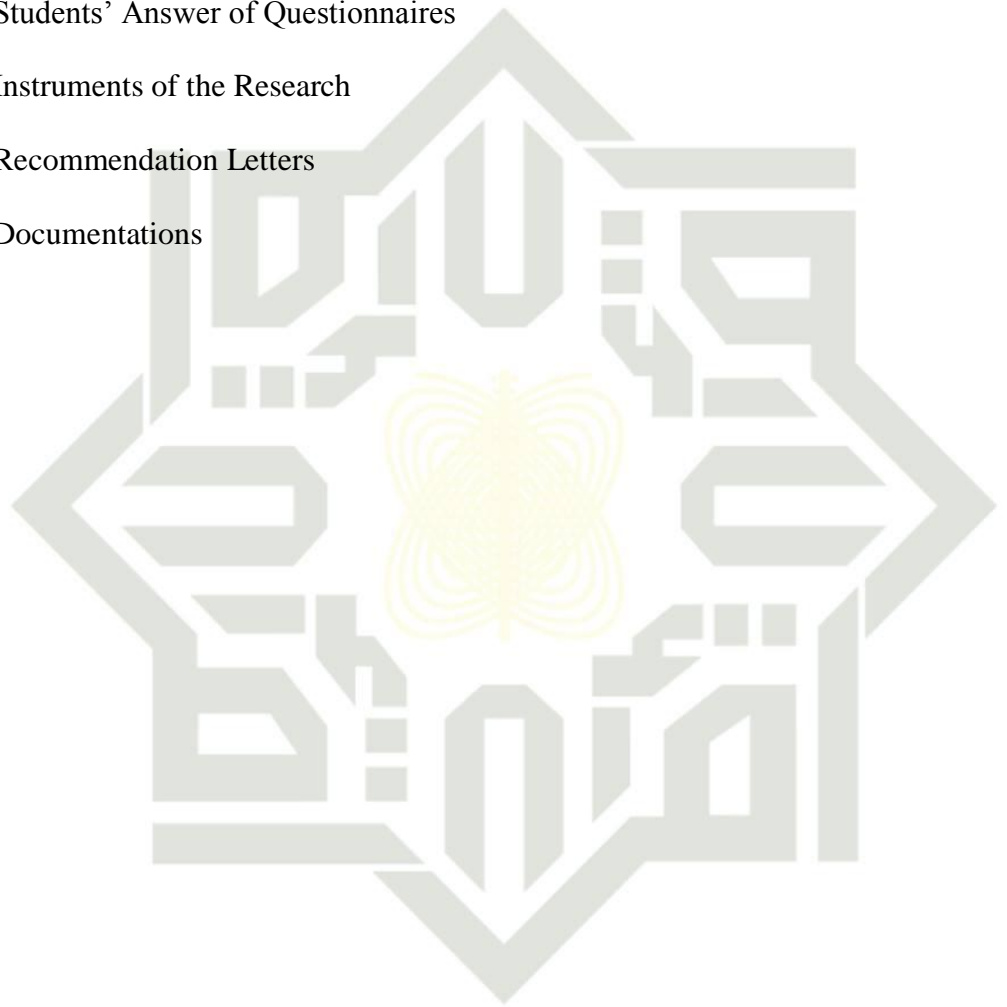 Students’ Answer of Questionnaires
Instruments of the Research
Recommendation Letters
Documentations